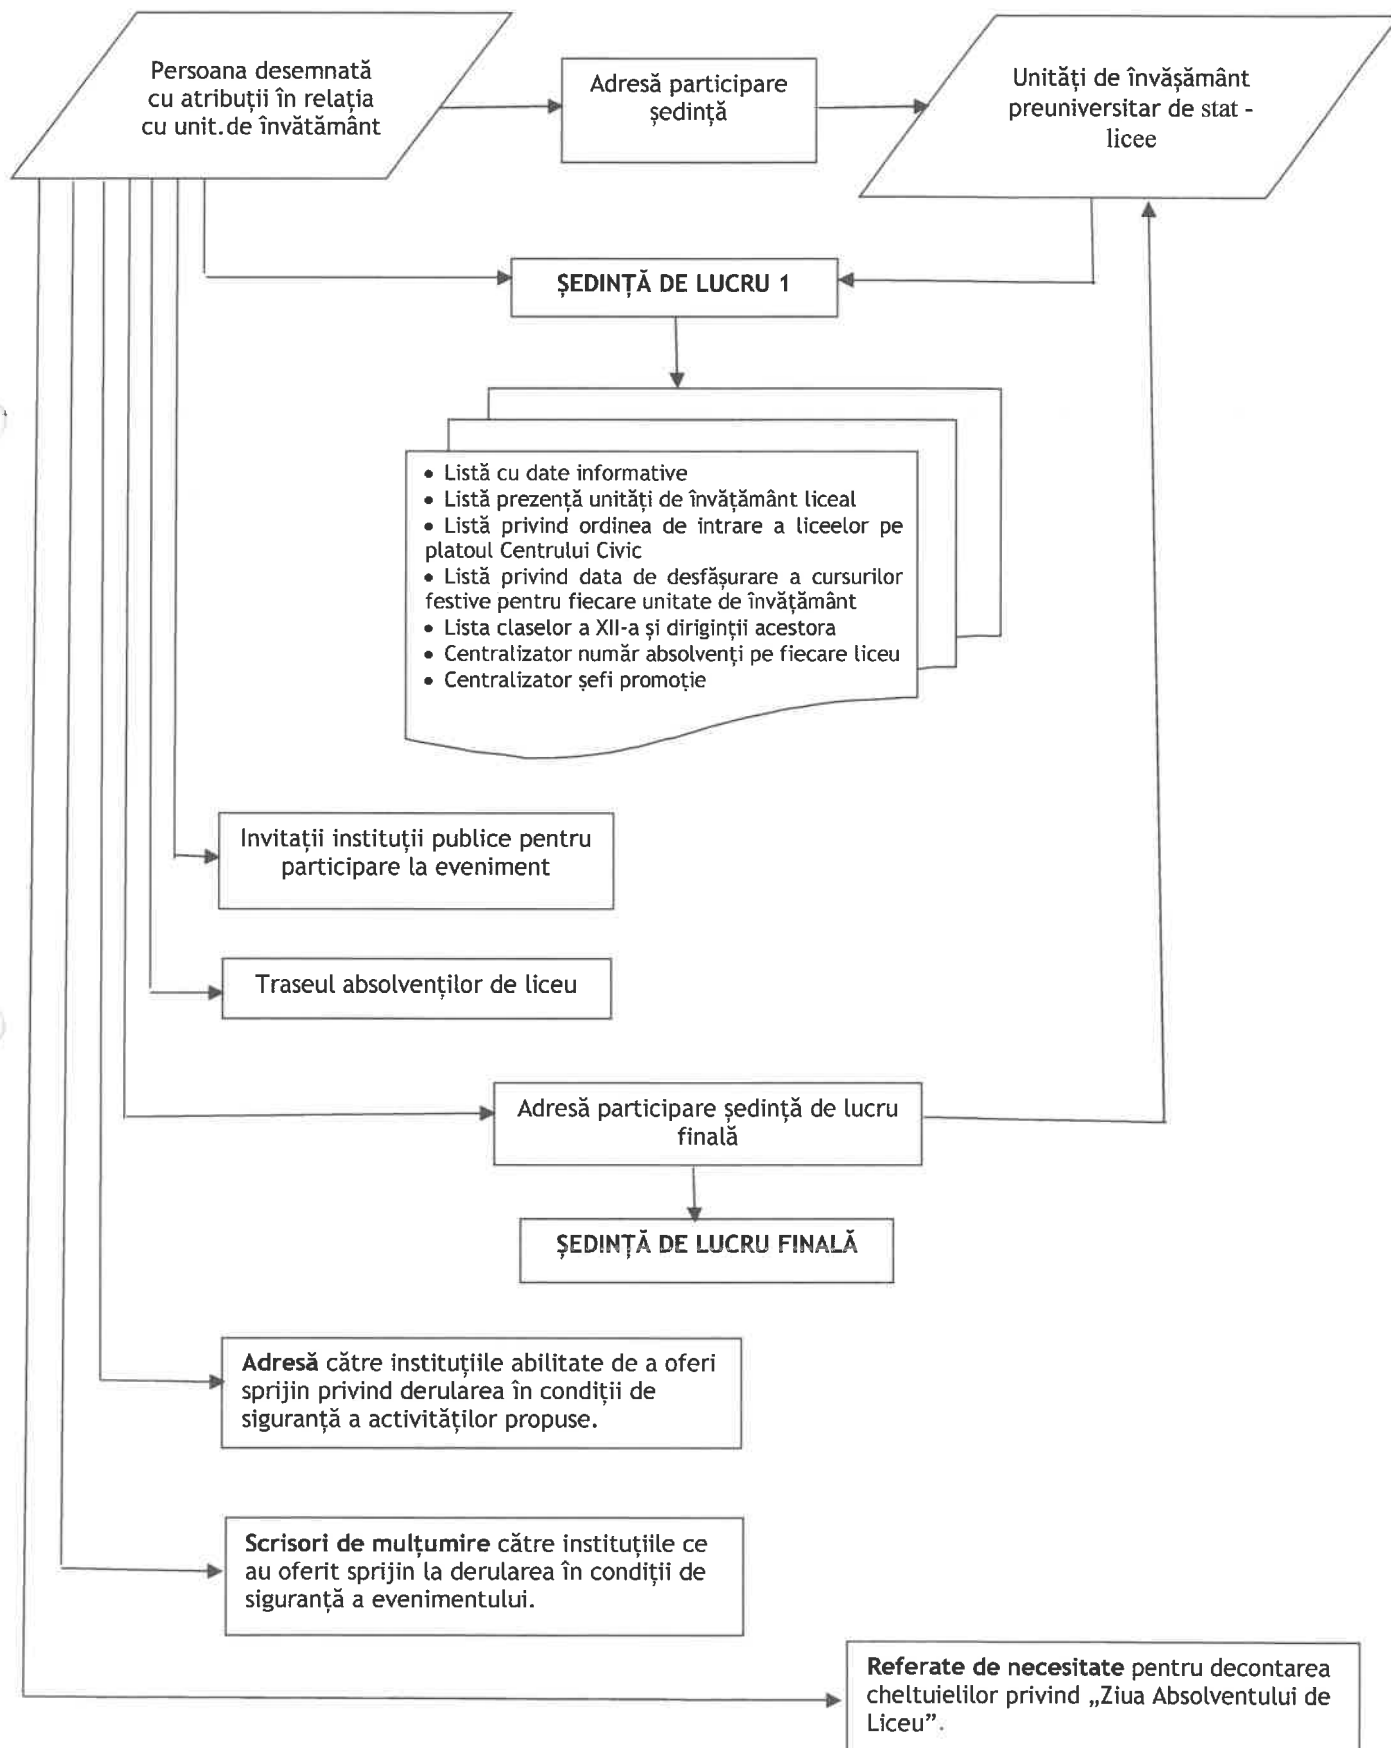 Persoana desemnată
cu atribuții în relația
cu unit.de învătământ
Adresă participare
ședință
Unități de învășământ
preuniversitar de stat -
licee
ȘEDINȚĂ DE LUCRU 1
• Listă cu date informative
• Listă prezență unități de învățământ liceal
• Listă privind ordinea de intrare a liceelor pe
platoul Centrului Civic
• Listă privind data de desfășurare a cursurilor
festive pentru fiecare unitate de învățământ
• Lista claselor a XII-a și diriginții acestora
• Centralizator număr absolvenți pe fiecare liceu
• Centralizator șefi promoție
Invitații instituții publice pentru
participare la eveniment
Traseul absolvenților de liceu
Adresă participare ședință de lucru
finală
ȘEDINȚĂ DE LUCRU FINALĂ
Adresă către instituțiile abilitate de a oferi
sprijin privind derularea în condiții de
siguranță a activităților propuse.
Scrisori de mulțumire către instituțiile ce
au oferit sprijin la derularea în condiții de
siguranță a evenimentului.
Referate de necesitate pentru decontarea
cheltuielilor privind „Ziua Absolventului de
Liceu”.